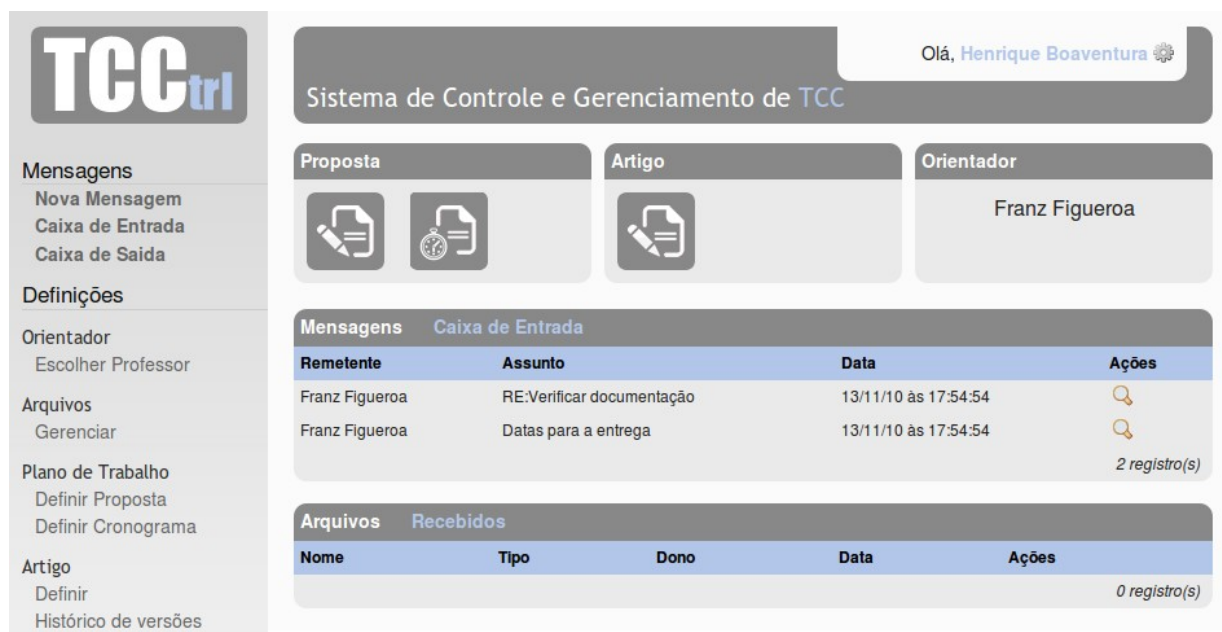 TCCtrl
Olá, Henrique Boaventura
Sistema de Controle e Gerenciamento de TCC
Mensagens
Nova Mensagem
Caixa de Entrada
Caixa de Saida
Definições
Orientador
Escolher Professor
Arquivos
Gerenciar
Plano de Trabalho
Definir Proposta
Definir Cronograma
Artigo
Definir
Histórico de versões
Proposta Artigo Orientador
Franz Figueroa
Mensagens Caixa de Entrada
Remetente Assunto Data Ações
Franz Figueroa RE:Verificar documentação 13/11/10 às 17:54:54
Franz Figueroa Datas para a entrega 13/11/10 às 17:54:54
2 registro(s)
Arquivos Recebidos
Nome Tipo Dono Data Ações
0 registro(s)